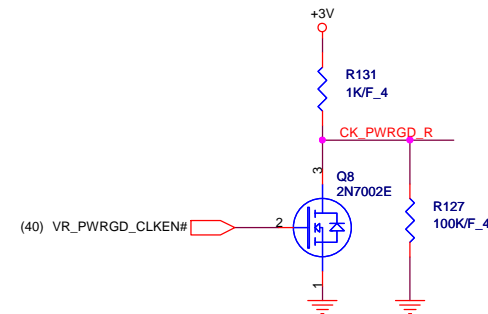 +3V
R131
1K/F_4
CK_PWRGD_R
3
Q8
2N7002E
(40) VR_PWRGD_CLKEN#
2
R127
100K/F_4
1